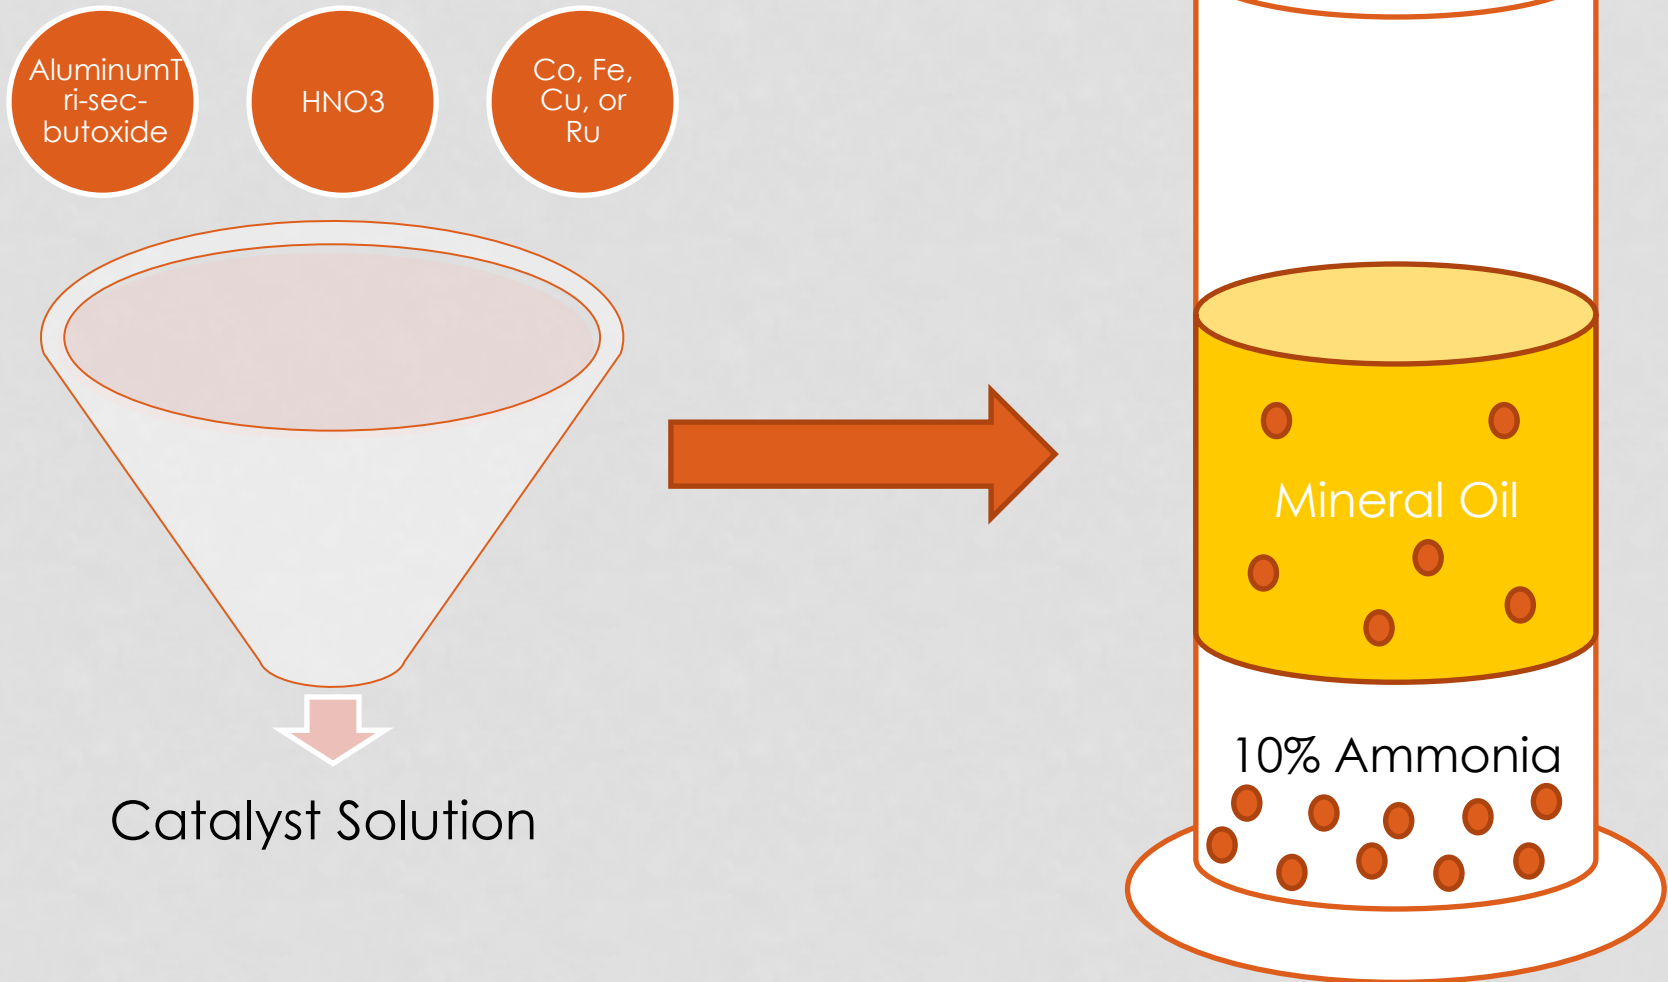 AluminumT
ri-sec-
butoxide
HNO3
Co, Fe,
Cu, or
Ru
Mineral Oil
10% Ammonia
Catalyst Solution